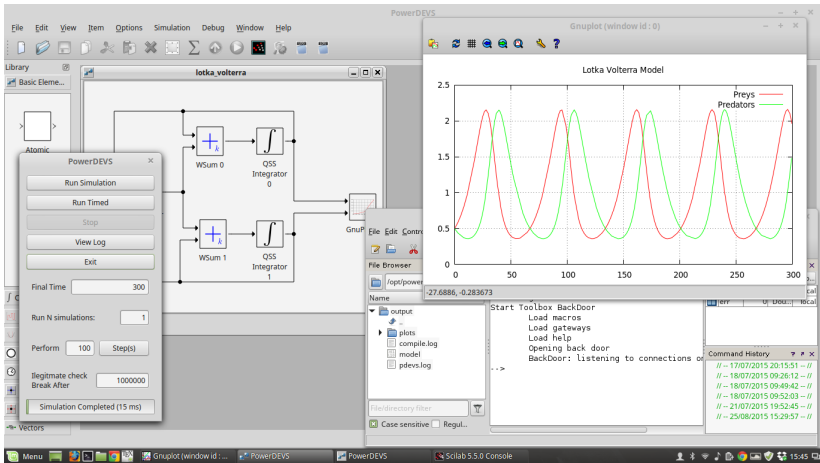 PowerDEVS
File Edit View Item Options Simulation Debug Window Help
Library
Basic Eleme...
Atomic
Vectors
lotka_volterra
WSum 0
QSS
Integrator
0
WSum 1
QSS
Integrator
1
PowerDEVS
Run Simulation
Run Timed
Stop
View Log
Exit
Final Time 300
Run N simulations: 1
Perform 100 Step(s)
Ilegitmate check
Break After 1000000
Simulation Completed (15 ms)
Gnuplot (window id : 0)
Lotka Volterra Model
Preys
Predators
2.5
2
1.5
1
0.5
0
0 50 100 150 200 250 300
-27.6886, -0.283673
File Edit
File Browser
Name
output
..
plots
compile.log
model
pdevs.log
File/directory filter
Case sensitive Regul...
Start Toolbox BackDoor
Load macros
Load gateways
Load help
Opening back door
BackDoor: listening to connections
-->
err 0 Dou... local
Command History
// -- 17/07/2015 20:15:51 -- //
// -- 18/07/2015 09:26:12 -- //
// -- 18/07/2015 09:49:42 -- //
// -- 18/07/2015 09:52:03 -- //
// -- 21/07/2015 19:52:45 -- //
// -- 25/08/2015 15:29:57 -- //
Menu Gnuplot (window id : ... PowerDEVS PowerDEVS Scilab 5.5.0 Console 15:45